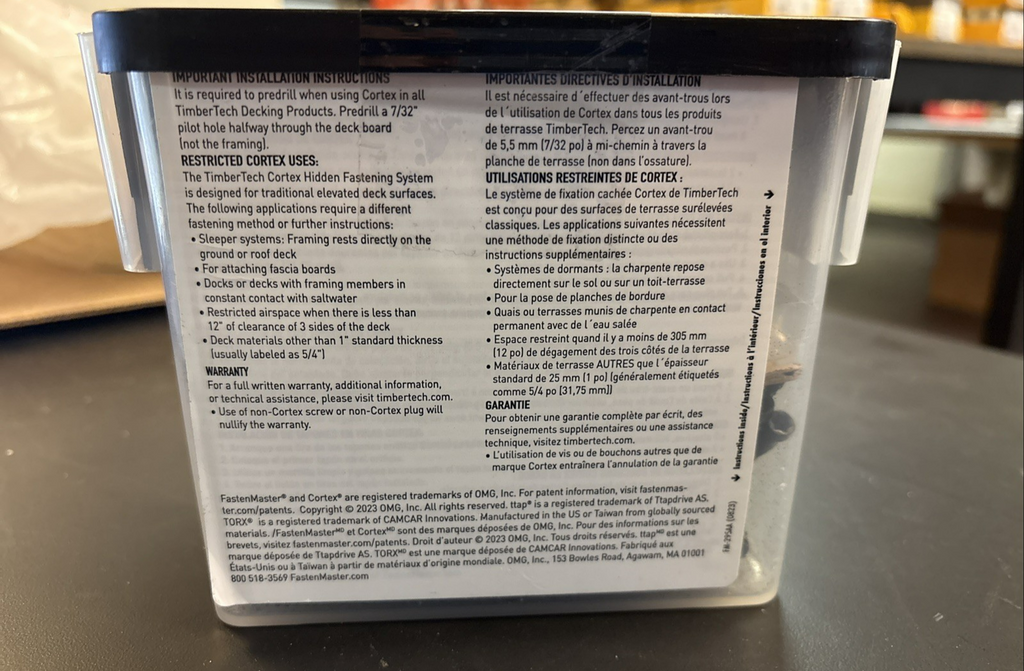 IMPORTANT INSTALLATION INSTRUCTIONS
It is required to predrill when using Cortex in all
TimberTech Decking Products. Predrill a 7/32"
pilot hole halfway through the deck board
(not the framing).
RESTRICTED CORTEX USES:
The TimberTech Cortex Hidden Fastening System
is designed for traditional elevated deck surfaces.
The following applications require a different
fastening method or further instructions:
• Sleeper systems: Framing rests directly on the
ground or roof deck
• For attaching fascia boards
• Docks or decks with framing members in
constant contact with saltwater
• Restricted airspace when there is less than
12" of clearance of 3 sides of the deck
• Deck materials other than 1" standard thickness
(usually labeled as 5/4")
WARRANTY
For a full written warranty, additional information,
or technical assistance, please visit timbertech.com.
• Use of non-Cortex screw or non-Cortex plug will
nullify the warranty.
IMPORTANTES DIRECTIVES D'INSTALLATION
Il est nécessaire d´effectuer des avant-trous lors
de l´utilisation de Cortex dans tous les produits
de terrasse TimberTech. Percez un avant-trou
de 5,5 mm (7/32 po) à mi-chemin à travers la
planche de terrasse (non dans l'ossature).
UTILISATIONS RESTREINTES DE CORTEX :
Le système de fixation cachée Cortex de TimberTech
est conçu pour des surfaces de terrasse surélevées
classiques. Les applications suivantes nécessitent
une méthode de fixation distincte ou des
instructions supplémentaires :
• Systèmes de dormants : la charpente repose
directement sur le sol ou sur un toit-terrasse
• Pour la pose de planches de bordure
• Quais ou terrasses munis de charpente en contact
permanent avec de l´eau salée
• Espace restreint quand il y a moins de 305 mm
(12 po) de dégagement des trois côtés de la terrasse
• Matériaux de terrasse AUTRES que l´épaisseur
standard de 25 mm (1 po) (généralement étiquetés
comme 5/4 po [31,75 mm])
GARANTIE
Pour obtenir une garantie complète par écrit, des
renseignements supplémentaires ou une assistance
technique, visitez timbertech.com.
• L'utilisation de vis ou de bouchons autres que de
marque Cortex entraînera l'annulation de la garantie
Instructions inside/Instructions à l'intérieur/Instrucciones en el interior
FastenMaster® and Cortex® are registered trademarks of OMG, Inc. For patent information, visit fastenmas-
ter.com/patents. Copyright © 2023 OMG, Inc. All rights reserved. ttap® is a registered trademark of Ttapdrive AS.
TORX® is a registered trademark of CAMCAR Innovations. Manufactured in the US or Taiwan from globally sourced
materials. /FastenMasterMD et CortexMD sont des marques déposées de OMG, Inc. Pour des informations sur les
brevets, visitez fastenmaster.com/patents. Droit d'auteur © 2023 OMG, Inc. Tous droits réservés. ttapMD est une
marque déposée de Ttapdrive AS. TORXMD est une marque déposée de CAMCAR Innovations. Fabriqué aux
États-Unis ou à Taïwan à partir de matériaux d'origine mondiale. OMG, Inc., 153 Bowles Road, Agawam, MA 01001
800 518-3569 FastenMaster.com